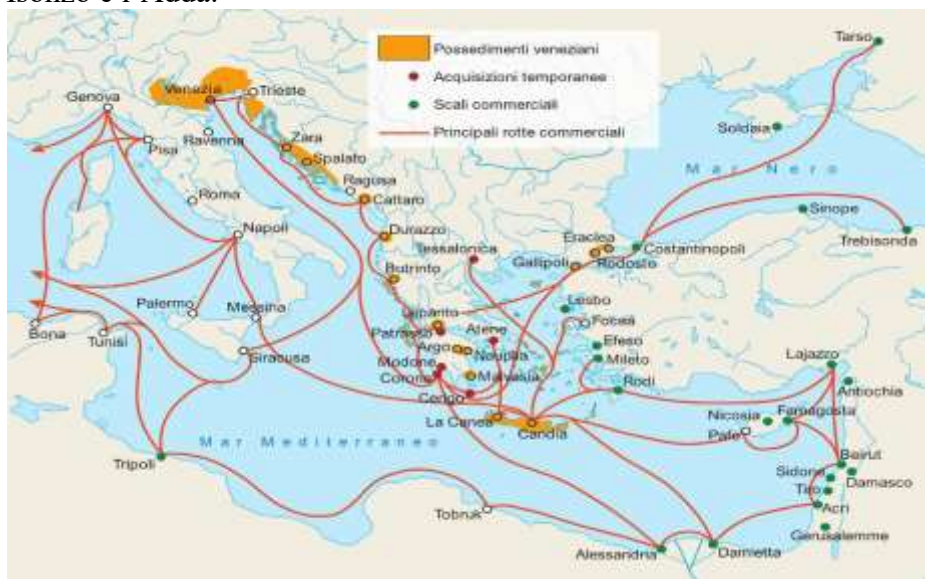 Isonzo e l'Adda.
Possedimenti veneziani
Acquisizioni temporanee
Scali commerciali
Principali rotte commerciali
Tarso
Genova
Venezia
Trieste
Soldaia
Pisa
Ravenna
Zara
Spalato
Mar Nero
Roma
Ragusa
Cattaro
Sinope
Napoli
Durazzo
Eraclea
Costantinopoli
Trebisonda
Tessalonica
Gallipoli
Rodosto
Butrinto
Palermo
Messina
Lesbo
Lepanto
Focea
Bona
Tunisi
Patrasso
Atene
Efeso
Siracusa
Argo
Nauplia
Mileto
Lajazzo
Modone
Corone
Malvasia
Rodi
Antiochia
Cerigo
La Canea
Candia
Nicosia
Famagosta
Pafo
Mar Mediterraneo
Beirut
Tripoli
Sidone
Damasco
Tiro
Tobruk
Acri
Gerusalemme
Alessandria
Damietta